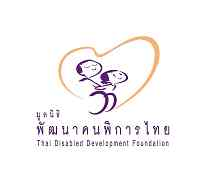 มูลนิธิ
พัฒนาคนพิการไทย
Thai Disabled Development Foundation